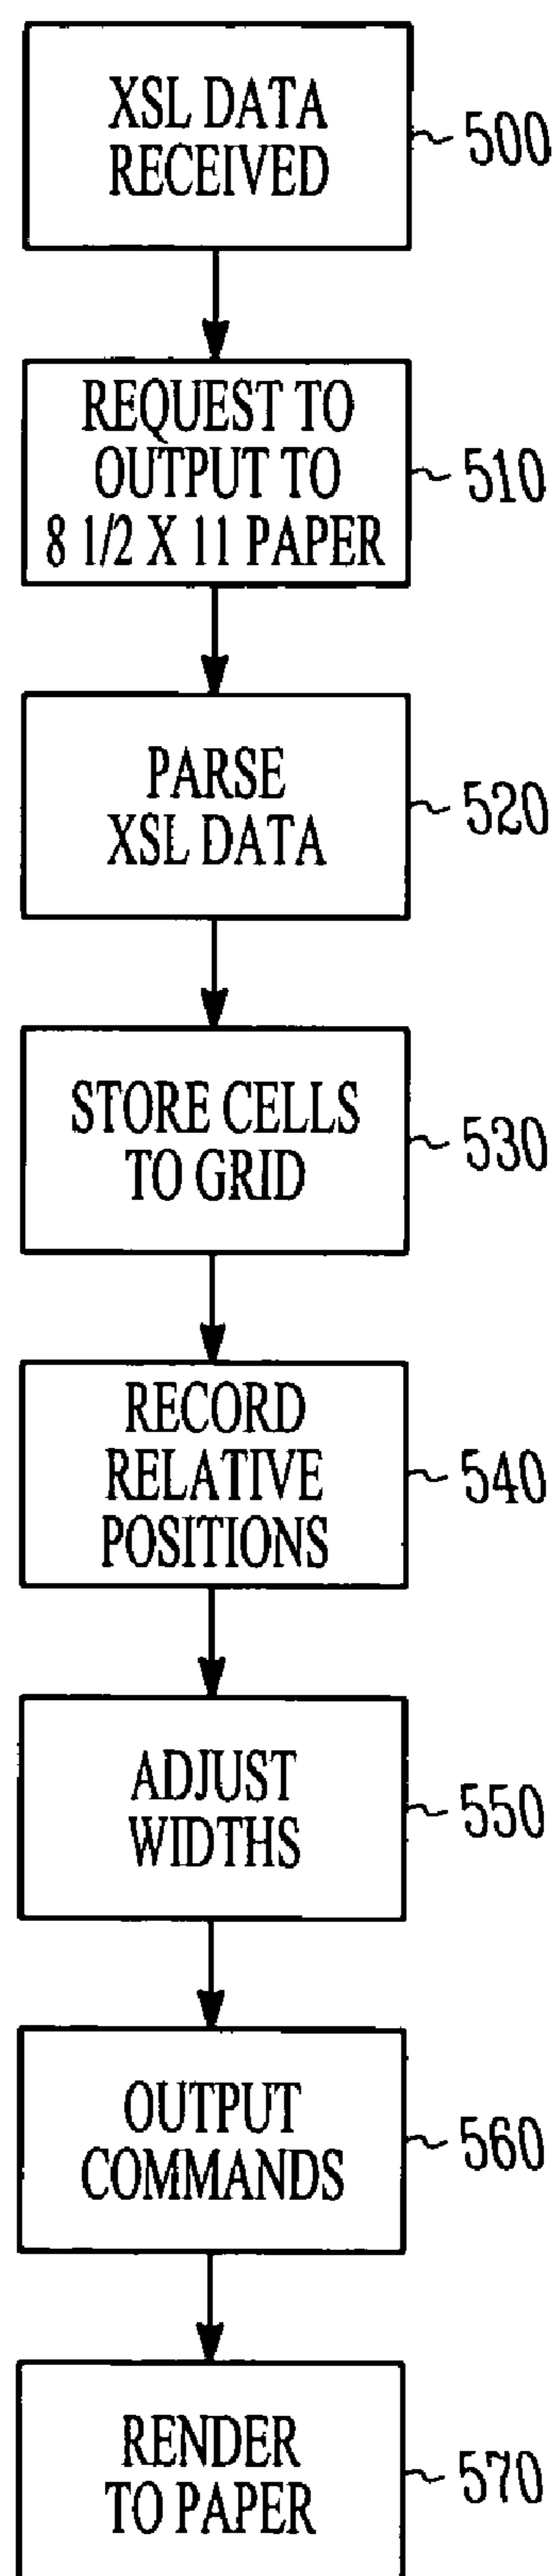 XSL DATA
RECEIVED
500
REQUEST TO
OUTPUT TO
8 1/2 X 11 PAPER
510
PARSE
XSL DATA
520
STORE CELLS
TO GRID
530
RECORD
RELATIVE
POSITIONS
540
ADJUST
WIDTHS
550
OUTPUT
COMMANDS
560
RENDER
TO PAPER
570